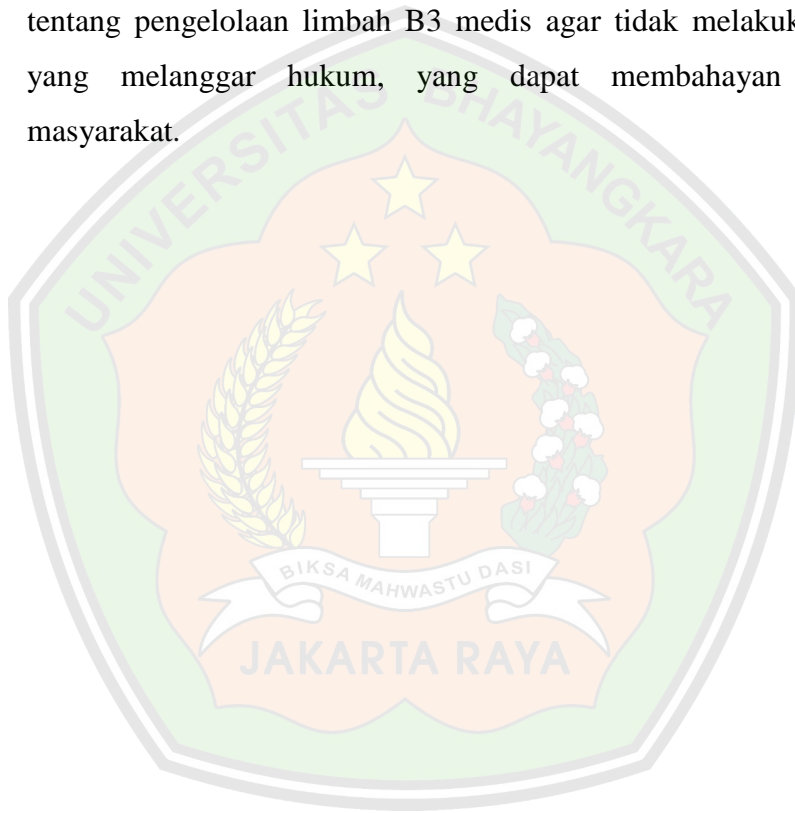 tentang pengelolaan limbah B3 medis agar tidak melakuk
yang melanggar hukum, yang dapat membahayan
masyarakat.
UNIVERSITAS BHAYANGKARA
BIKSA MAHWASTU DASI
JAKARTA RAYA